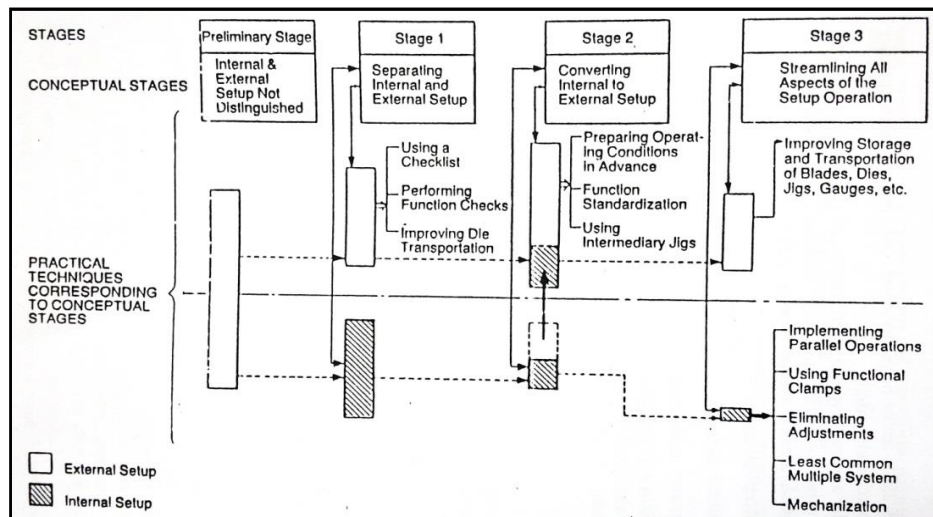 STAGES
Preliminary Stage
Stage 1
Stage 2
Stage 3
CONCEPTUAL STAGES
Internal &
External
Setup Not
Distinguished
Separating
Internal and
External Setup
Converting
Internal to
External Setup
Streamlining All
Aspects of the
Setup Operation
Using a
Checklist
Performing
Function Checks
Improving Die
Transportation
Preparing Operat-
ing Conditions
in Advance
Function
Standardization
Using
Intermediary Jigs
Improving Storage
and Transportation
of Blades, Dies,
Jigs, Gauges, etc.
PRACTICAL
TECHNIQUES
CORRESPONDING
TO CONCEPTUAL
STAGES
Implementing
Parallel Operations
Using Functional
Clamps
Eliminating
Adjustments
Least Common
Multiple System
Mechanization
External Setup
Internal Setup